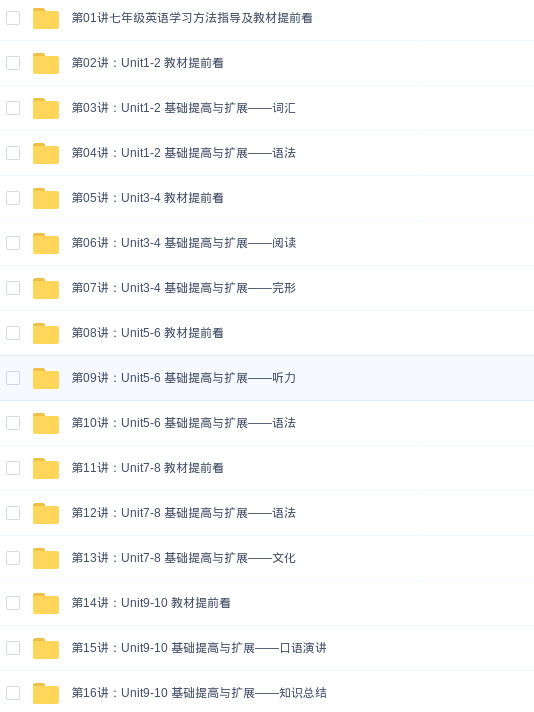 第01讲七年级英语学习方法指导及教材提前看
第02讲：Unit1-2 教材提前看
第03讲：Unit1-2 基础提高与扩展——词汇
第04讲：Unit1-2 基础提高与扩展——语法
第05讲：Unit3-4 教材提前看
第06讲：Unit3-4 基础提高与扩展——阅读
第07讲：Unit3-4 基础提高与扩展——完形
第08讲：Unit5-6 教材提前看
第09讲：Unit5-6 基础提高与扩展——听力
第10讲：Unit5-6 基础提高与扩展——语法
第11讲：Unit7-8 教材提前看
第12讲：Unit7-8 基础提高与扩展——语法
第13讲：Unit7-8 基础提高与扩展——文化
第14讲：Unit9-10 教材提前看
第15讲：Unit9-10 基础提高与扩展——口语演讲
第16讲：Unit9-10 基础提高与扩展——知识总结